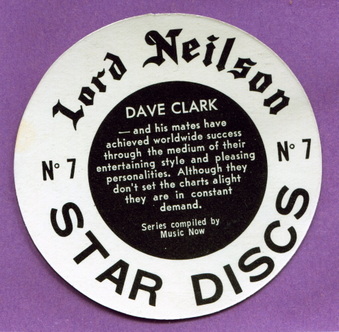 Lord Neilson
N° 7
N° 7
DAVE CLARK
— and his mates have
achieved worldwide success
through the medium of their
entertaining style and pleasing
personalities. Although they
don't set the charts alight
they are in constant
demand.
Series compiled by
Music Now
STAR DISCS